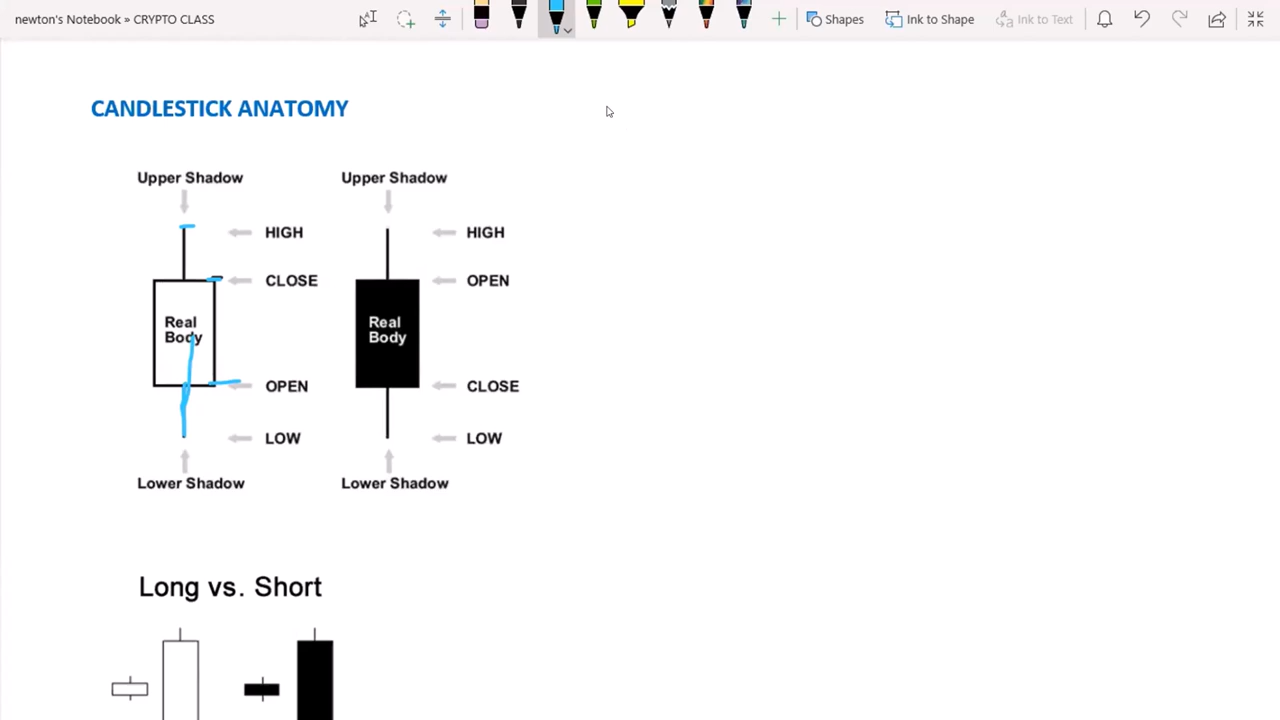 newton's Notebook » CRYPTO CLASS
Shapes
Ink to Shape
Ink to Text
CANDLESTICK ANATOMY
Upper Shadow
HIGH
CLOSE
Real
Body
OPEN
LOW
Lower Shadow
Upper Shadow
HIGH
OPEN
Real
Body
CLOSE
LOW
Lower Shadow
Long vs. Short